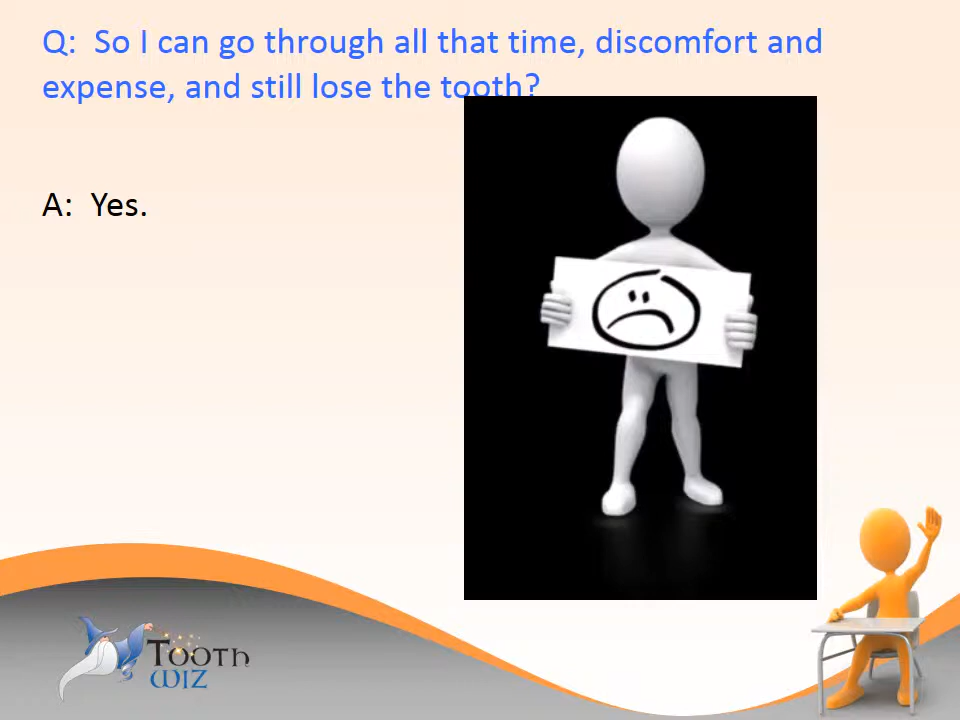 Q:  So I can go through all that time, discomfort and
expense, and still lose the tooth?
A:  Yes.
Tooth
WIZ